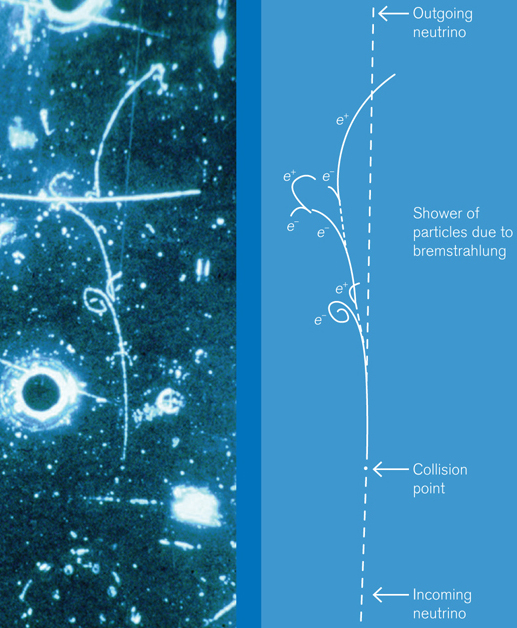 Outgoing
neutrino
e⁺
e⁺
e⁻
e⁻
e⁻
Shower of
particles due to
bremstrahlung
e⁺
e⁻
Collision
point
Incoming
neutrino